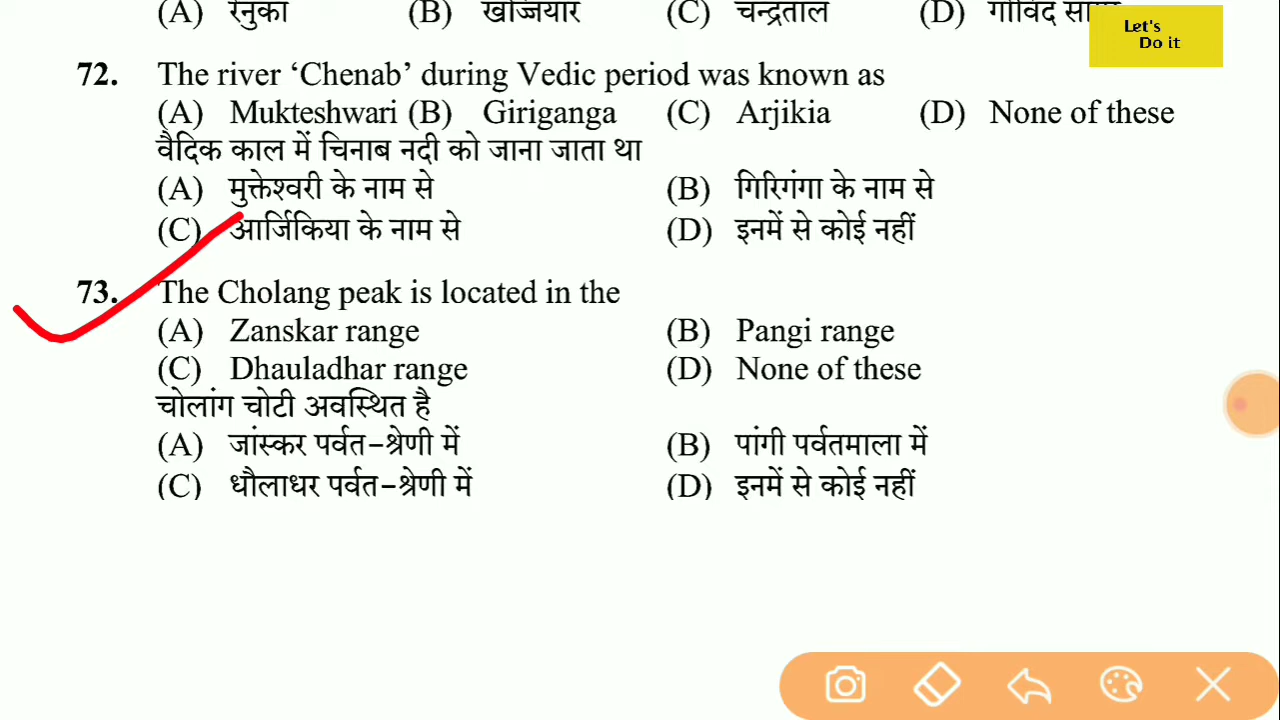 (A) रेनुका (B) खज्जियार (C) चन्द्रताल (D) गोविंद
Let's
Do it
72. The river ‘Chenab’ during Vedic period was known as
(A) Mukteshwari (B) Giriganga (C) Arjikia (D) None of these
वैदिक काल में चिनाब नदी को जाना जाता था
(A) मुक्तेश्वरी के नाम से (B) गिरिगंगा के नाम से
(C) आर्जिकिया के नाम से (D) इनमें से कोई नहीं
73. The Cholang peak is located in the
(A) Zanskar range (B) Pangi range
(C) Dhauladhar range (D) None of these
चोलांग चोटी अवस्थित है
(A) जांस्कर पर्वत–श्रेणी में (B) पांगी पर्वतमाला में
(C) धौलाधर पर्वत–श्रेणी में (D) इनमें से कोई नहीं